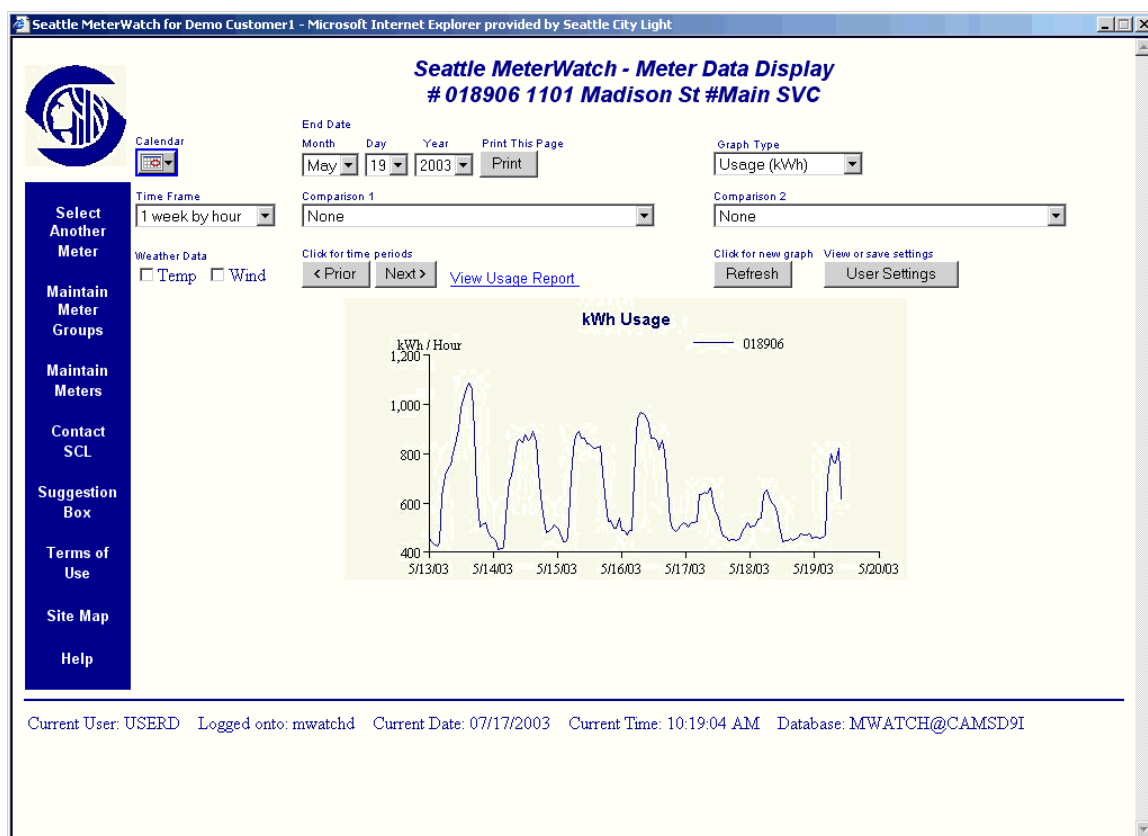 Seattle MeterWatch for Demo Customer1 - Microsoft Internet Explorer provided by Seattle City Light
Seattle MeterWatch - Meter Data Display
# 018906 1101 Madison St #Main SVC
End Date
Calendar Month Day Year Print This Page Graph Type
May 19 2003 Print Usage (kWh)
Time Frame Comparison 1 Comparison 2
1 week by hour None None
Weather Data Click for time periods Click for new graph View or save settings
Temp Wind < Prior Next > View Usage Report Refresh User Settings
Select
Another
Meter
Maintain
Meter
Groups
Maintain
Meters
Contact
SCL
Suggestion
Box
Terms of
Use
Site Map
Help
kWh Usage
kWh / Hour 018906
1,200
1,000
800
600
400
5/13/03 5/14/03 5/15/03 5/16/03 5/17/03 5/18/03 5/19/03 5/20/03
Current User: USERD Logged onto: mwatchd Current Date: 07/17/2003 Current Time: 10:19:04 AM Database: MWATCH@CAMSD9I